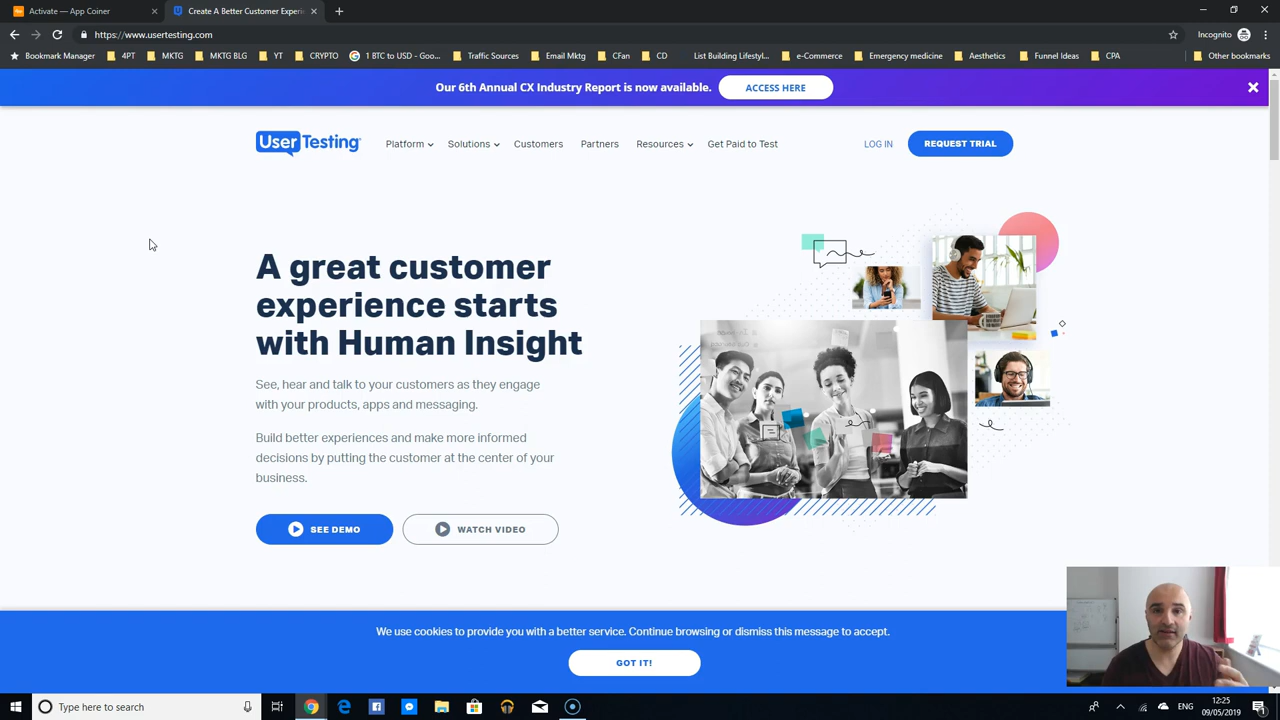 Activate — App Coiner
Create A Better Customer Experi
https://www.usertesting.com
Incognito
Bookmark Manager
4PT
MKTG
MKTG BLG
YT
CRYPTO
1 BTC to USD - Goo...
Traffic Sources
Email Mktg
CFan
CD
List Building Lifestyl...
e-Commerce
Emergency medicine
Aesthetics
Funnel Ideas
CPA
Other bookmarks
Our 6th Annual CX Industry Report is now available.
ACCESS HERE
User Testing
Platform
Solutions
Customers
Partners
Resources
Get Paid to Test
LOG IN
REQUEST TRIAL
A great customer
experience starts
with Human Insight
See, hear and talk to your customers as they engage
with your products, apps and messaging.
Build better experiences and make more informed
decisions by putting the customer at the center of your
business.
SEE DEMO
WATCH VIDEO
We use cookies to provide you with a better service. Continue browsing or dismiss this message to accept.
GOT IT!
Type here to search
ENG
12:25
09/05/2019